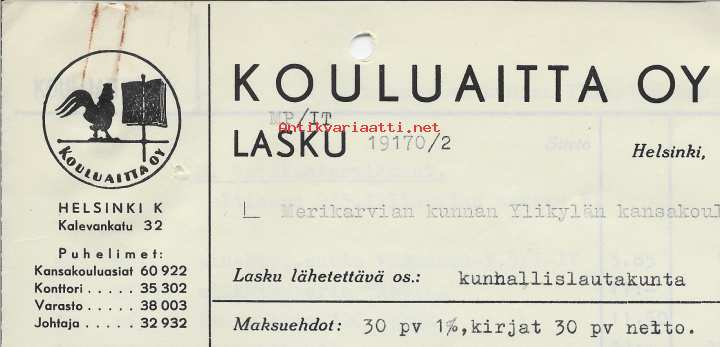 KOULUAITTA OY
HELSINKI K
Kalevankatu 32
Puhelimet:
Kansakouluasiat 60 922
Konttori ..... 35 302
Varasto ..... 38 003
Johtaja ..... 32 932
KOULUAITTA OY
MP/IT
antikvariaatti.net
LASKU 19170/2
Helsinki,
Merikarvian kunnan Ylikylän kansakoul
Lasku lähetettävä os.: kunhallislautakunta
Maksuehdot: 30 pv 1%, kirjat 30 pv netto.